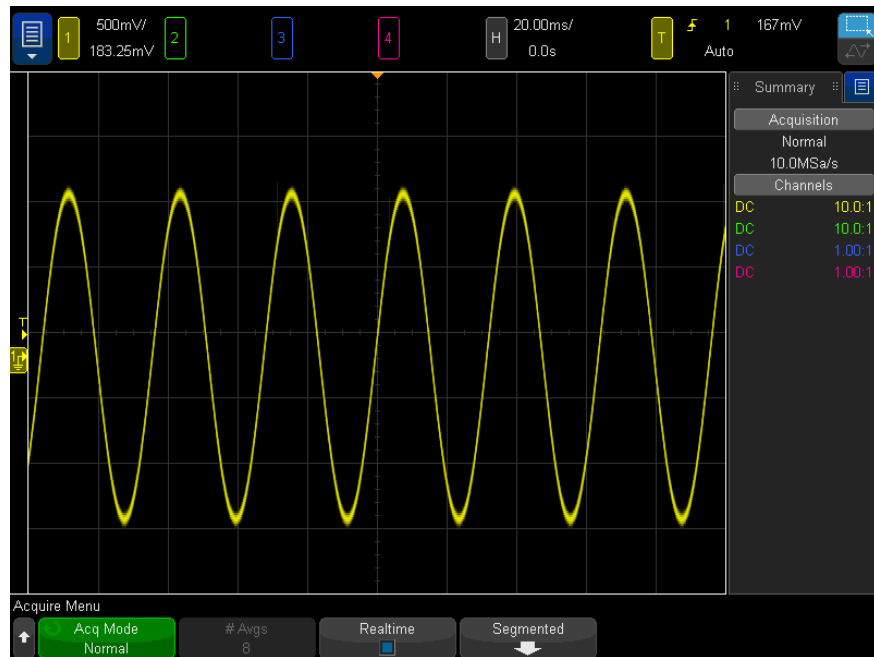 1 500mV/ 2 3 4 H 20.00ms/ T 1 167mV
183.25mV 0.0s Auto
Summary
Acquisition
Normal
10.0MSa/s
Channels
DC 10.0:1
DC 10.0:1
DC 1.00:1
DC 1.00:1
T
1
Acquire Menu
Acq Mode # Avgs Realtime Segmented
Normal 8